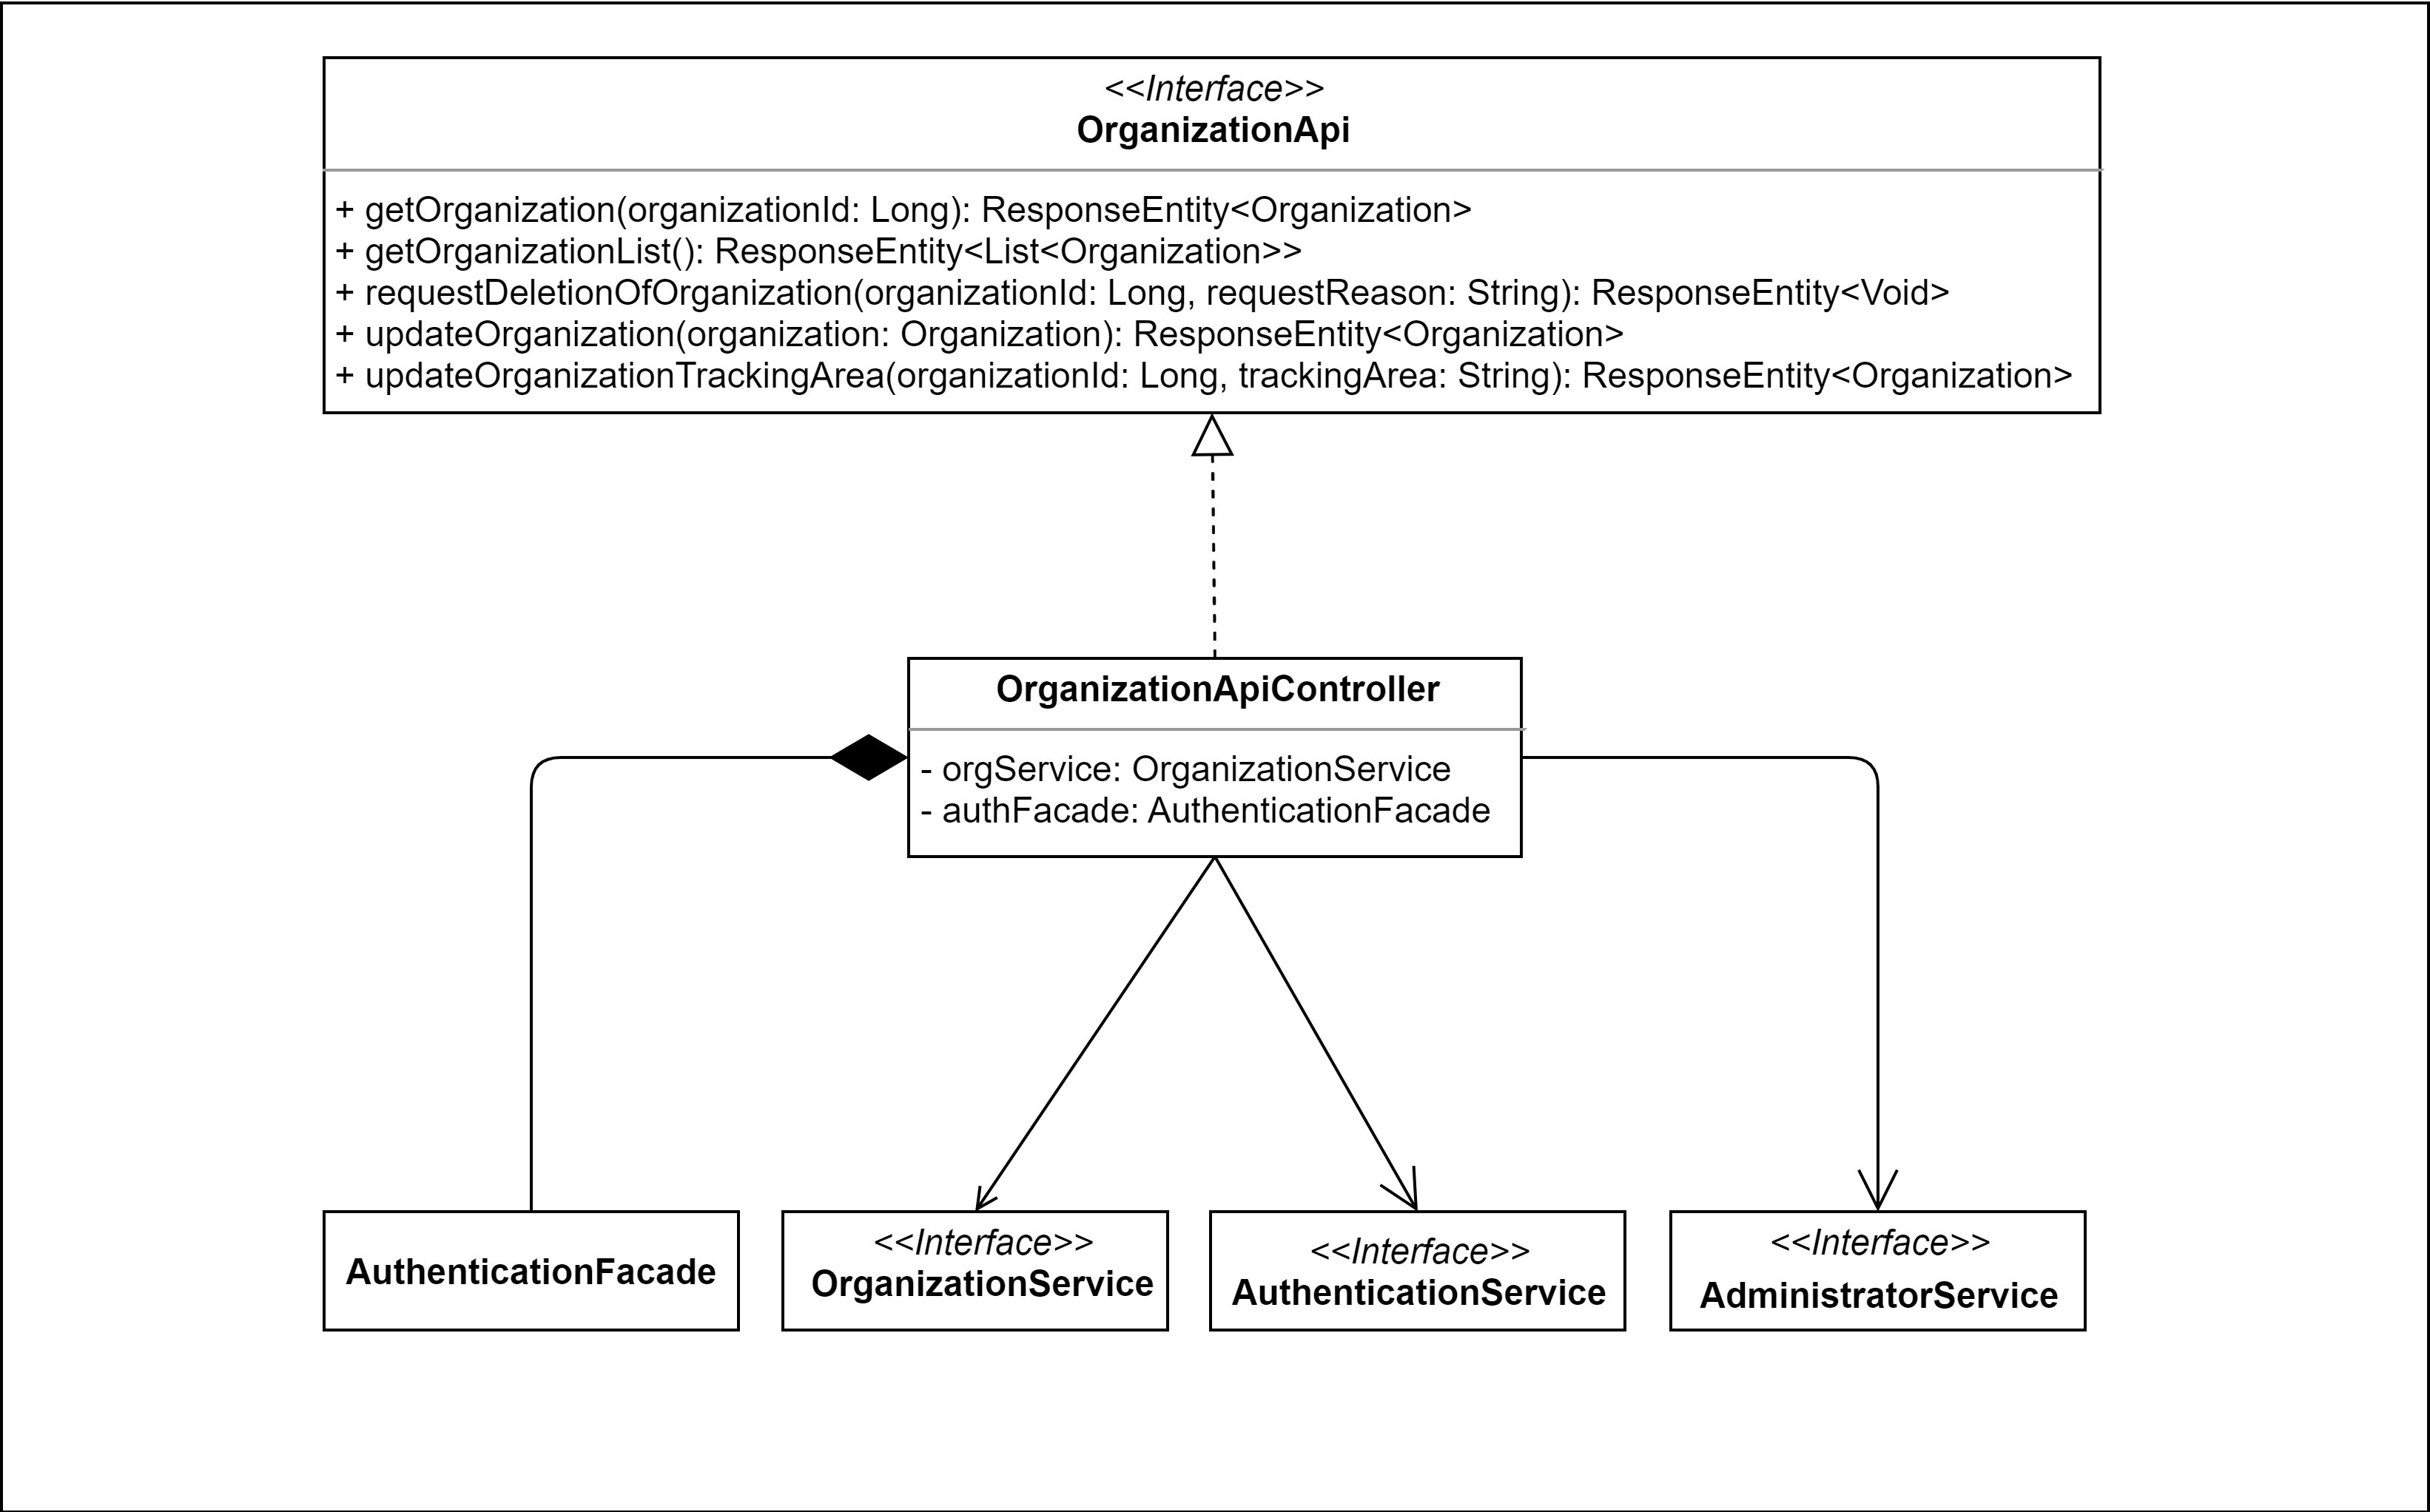 <<Interface>>
OrganizationApi
+ getOrganization(organizationId: Long): ResponseEntity<Organization>
+ getOrganizationList(): ResponseEntity<List<Organization>>
+ requestDeletionOfOrganization(organizationId: Long, requestReason: String): ResponseEntity<Void>
+ updateOrganization(organization: Organization): ResponseEntity<Organization>
+ updateOrganizationTrackingArea(organizationId: Long, trackingArea: String): ResponseEntity<Organization>
OrganizationApiController
- orgService: OrganizationService
- authFacade: AuthenticationFacade
AuthenticationFacade
<<Interface>>
OrganizationService
<<Interface>>
AuthenticationService
<<Interface>>
AdministratorService